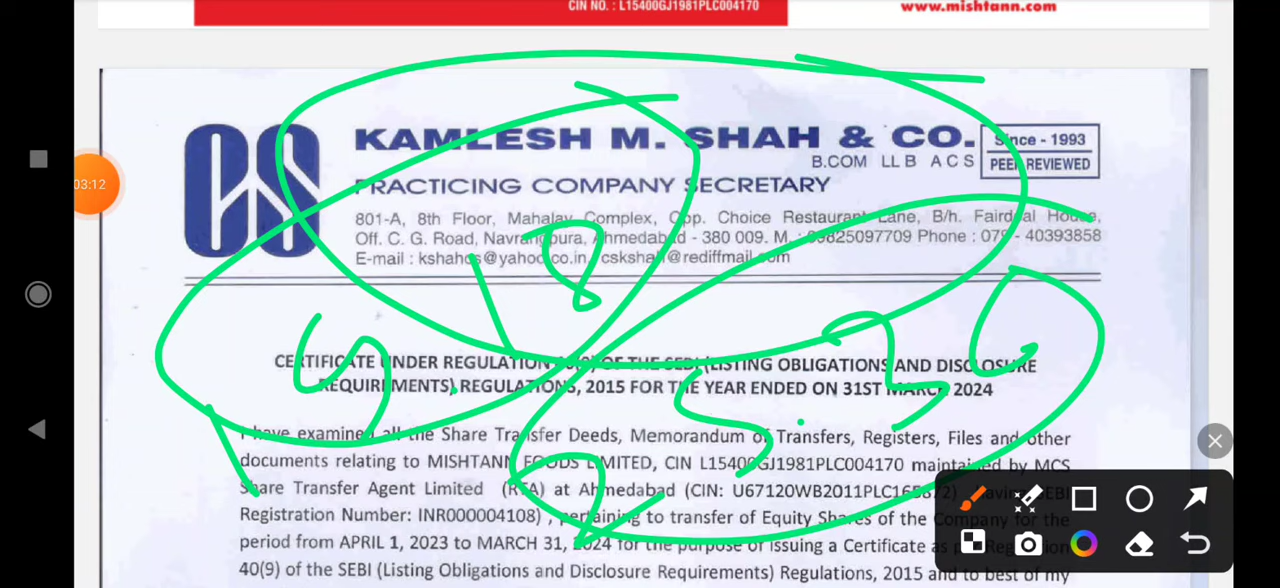 CIN NO. : L15400GJ1981PLC004170
www.mishtann.com
CS
KAMLESH M. SHAH & CO.
Since - 1993
B.COM LL B A C S
PEER REVIEWED
PRACTICING COMPANY SECRETARY
801-A, 8th Floor, Mahalay Complex, Opp. Choice Restaurant Lane, B/h. Fairdeal House,
Off. C. G. Road, Navrangpura, Ahmedabad - 380 009. M. : 09825097709 Phone : 079 - 40393858
E-mail : kshahcs@yahoo.co.in, cskshah@rediffmail.com
03:12
CERTIFICATE UNDER REGULATION OF THE SEBI (LISTING OBLIGATIONS AND DISCLOSURE
REQUIREMENTS) REGULATIONS, 2015 FOR THE YEAR ENDED ON 31ST MARCH 2024
I have examined all the Share Transfer Deeds, Memorandum of Transfers, Registers, Files and other
documents relating to MISHTANN FOODS LIMITED, CIN L15400GJ1981PLC004170 maintained by MCS
Share Transfer Agent Limited (RTA) at Ahmedabad (CIN: U67120WB2011PLC165872) having SEBI
Registration Number: INR000004108) , pertaining to transfer of Equity Shares of the Company for the
period from APRIL 1, 2023 to MARCH 31, 2024 for the purpose of issuing a Certificate as per Regulation
40(9) of the SEBI (Listing Obligations and Disclosure Requirements) Regulations, 2015 and to best of my